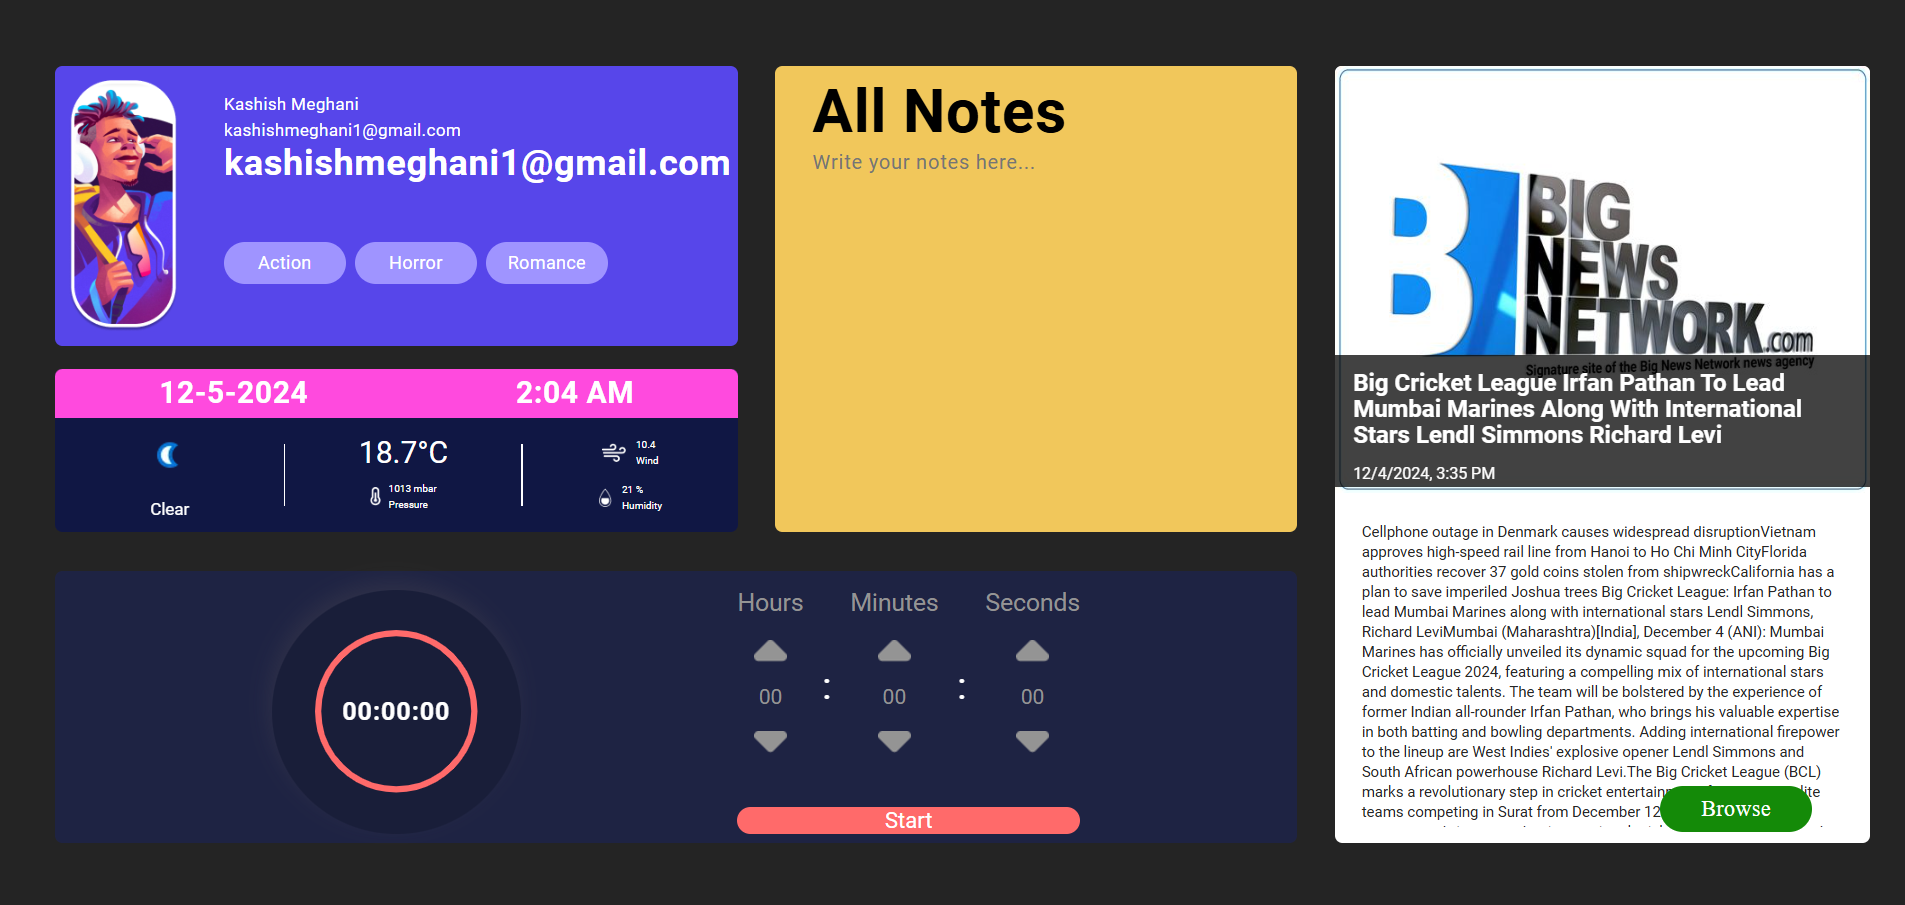 Kashish Meghani
kashishmeghani1@gmail.com
kashishmeghani1@gmail.com
Action
Horror
Romance
12-5-2024
2:04 AM
Clear
18.7°C
1013 mbar
Pressure
10.4
Wind
21 %
Humidity
All Notes
Write your notes here...
00:00:00
Hours
Minutes
Seconds
00
:
00
:
00
Start
B
BIG
NEWS
NETWORK.com
Signature site of the Big News Network news agency
Big Cricket League Irfan Pathan To Lead
Mumbai Marines Along With International
Stars Lendl Simmons Richard Levi
12/4/2024, 3:35 PM
Cellphone outage in Denmark causes widespread disruptionVietnam
approves high-speed rail line from Hanoi to Ho Chi Minh CityFlorida
authorities recover 37 gold coins stolen from shipwreckCalifornia has a
plan to save imperiled Joshua trees Big Cricket League: Irfan Pathan to
lead Mumbai Marines along with international stars Lendl Simmons,
Richard LeviMumbai (Maharashtra)[India], December 4 (ANI): Mumbai
Marines has officially unveiled its dynamic squad for the upcoming Big
Cricket League 2024, featuring a compelling mix of international stars
and domestic talents. The team will be bolstered by the experience of
former Indian all-rounder Irfan Pathan, who brings his valuable expertise
in both batting and bowling departments. Adding international firepower
to the lineup are West Indies' explosive opener Lendl Simmons and
South African powerhouse Richard Levi.The Big Cricket League (BCL)
marks a revolutionary step in cricket
teams competing in Surat from December 12
Browse